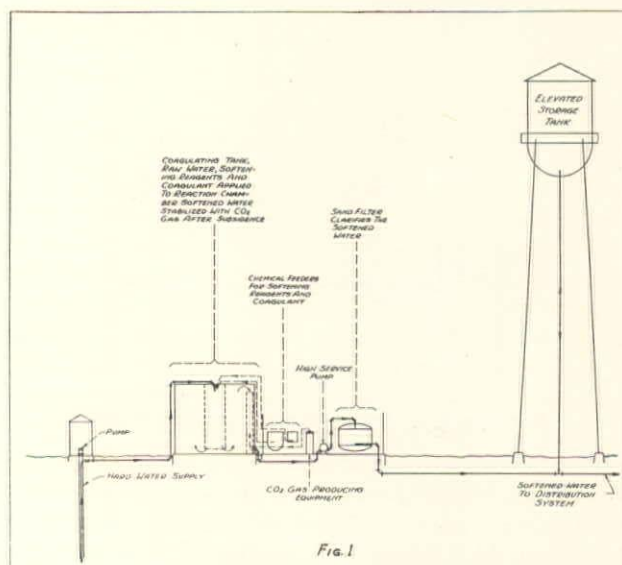 ELEVATED
STORAGE
TANK
COAGULATING TANK,
RAW WATER, SOFTEN-
ING REAGENTS AND
COAGULANT APPLIED
TO REACTION CHAM-
BER SOFTENED WATER
STABILIZED WITH CO2
GAS AFTER SUBSIDENCE
SAND FILTER
CLARIFIES THE
SOFTENED
WATER
CHEMICAL FEEDERS
FOR SOFTENING
REAGENTS AND
COAGULANT
HIGH SERVICE
PUMP
PUMP
HARD WATER SUPPLY
CO2 GAS PRODUCING
EQUIPMENT
SOFTENED WATER
TO DISTRIBUTION
SYSTEM
FIG. 1